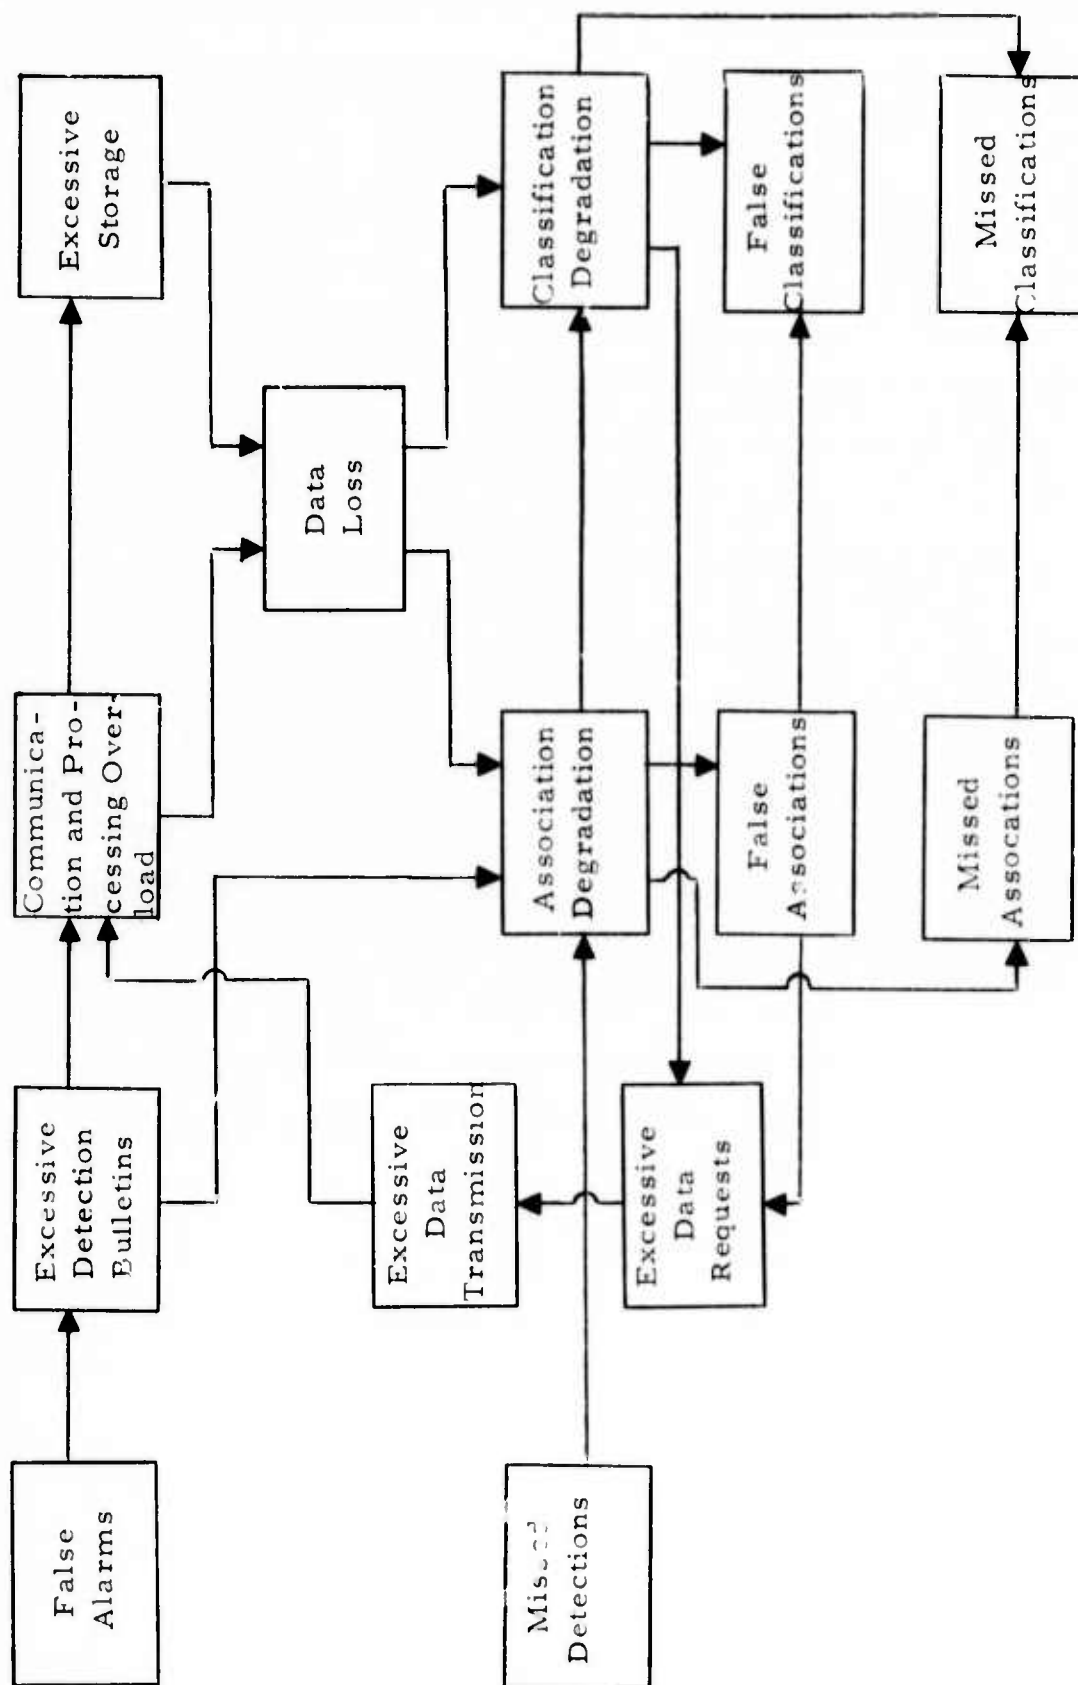 False
Alarms
Excessive
Detection
Bulletins
Communica-
tion and Pro-
cessing Over-
load
Excessive
Storage
Data
Loss
Excessive
Data
Transmission
Missed
Detections
Association
Degradation
Classification
Degradation
Excessive
Data
Requests
False
Associations
False
Classifications
Missed
Assocations
Missed
Classifications